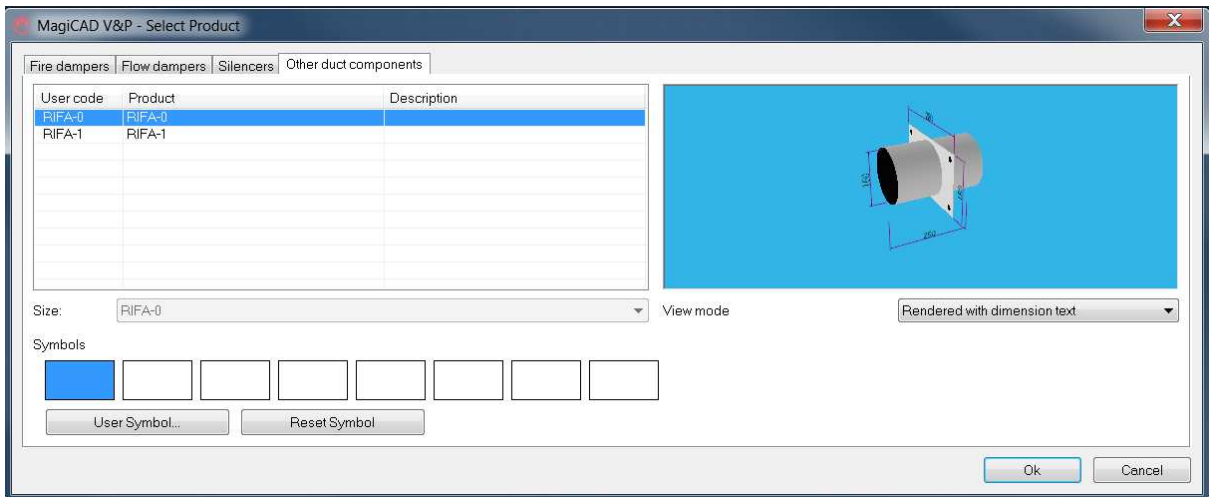 MagiCAD V&P - Select Product
Fire dampers Flow dampers Silencers Other duct components
User code Product Description
RIFA-0 RIFA-0
RIFA-1 RIFA-1
160
250
Size: RIFA-0
View mode Rendered with dimension text
Symbols
User Symbol... Reset Symbol
Ok Cancel